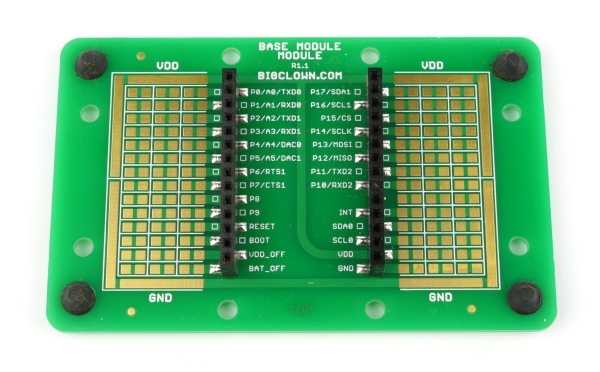 BASE MODULE
MODULE
R1.1
BIGCLOWN.COM
VDD
VDD
P0/A0/TXD0
P1/A1/RXD0
P2/A2/TXD1
P3/A3/RXD1
P4/A4/DAC0
P5/A5/DAC1
P6/RTS1
P7/CTS1
P8
P9
RESET
BOOT
VDD_OFF
BAT_OFF
P17/SDA1
P16/SCL1
P15/CS
P14/SCLK
P13/MOSI
P12/MISO
P11/TXD2
P10/RXD2
INT
SDA0
SCL0
VDD
GND
GND
GND